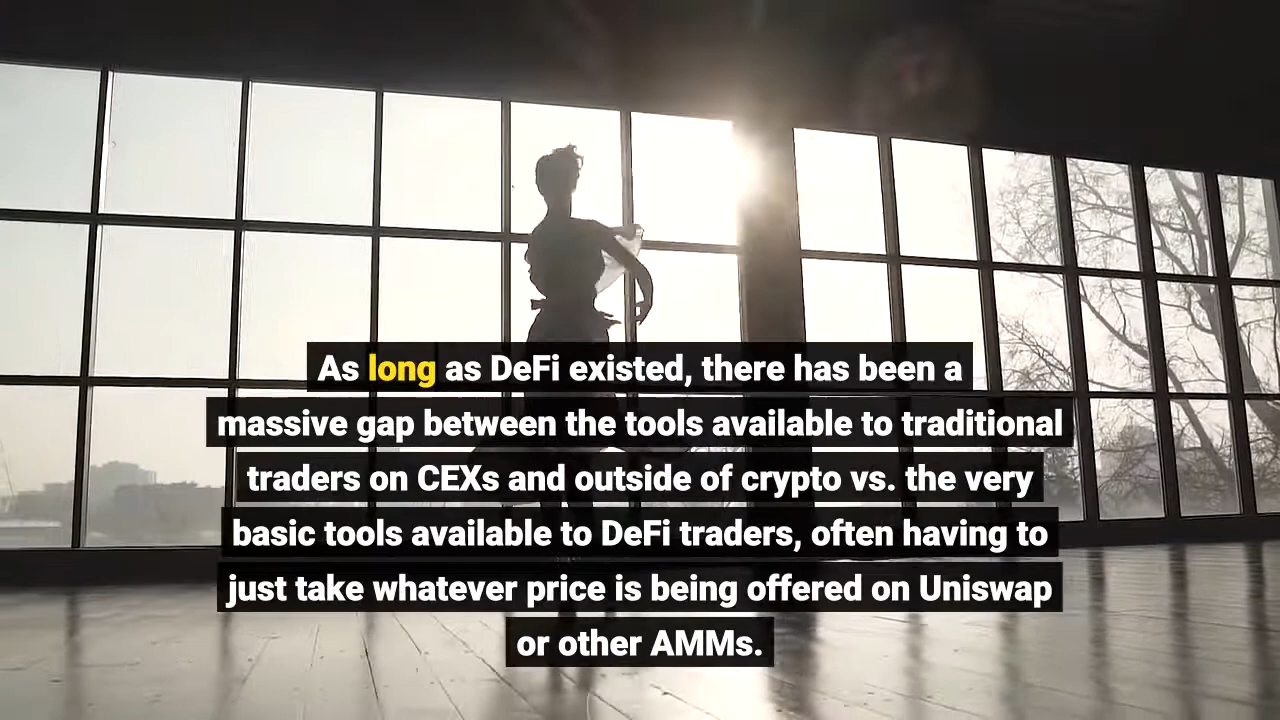 As long as DeFi existed, there has been a
massive gap between the tools available to traditional
traders on CEXs and outside of crypto vs. the very
basic tools available to DeFi traders, often having to
just take whatever price is being offered on Uniswap
or other AMMs.